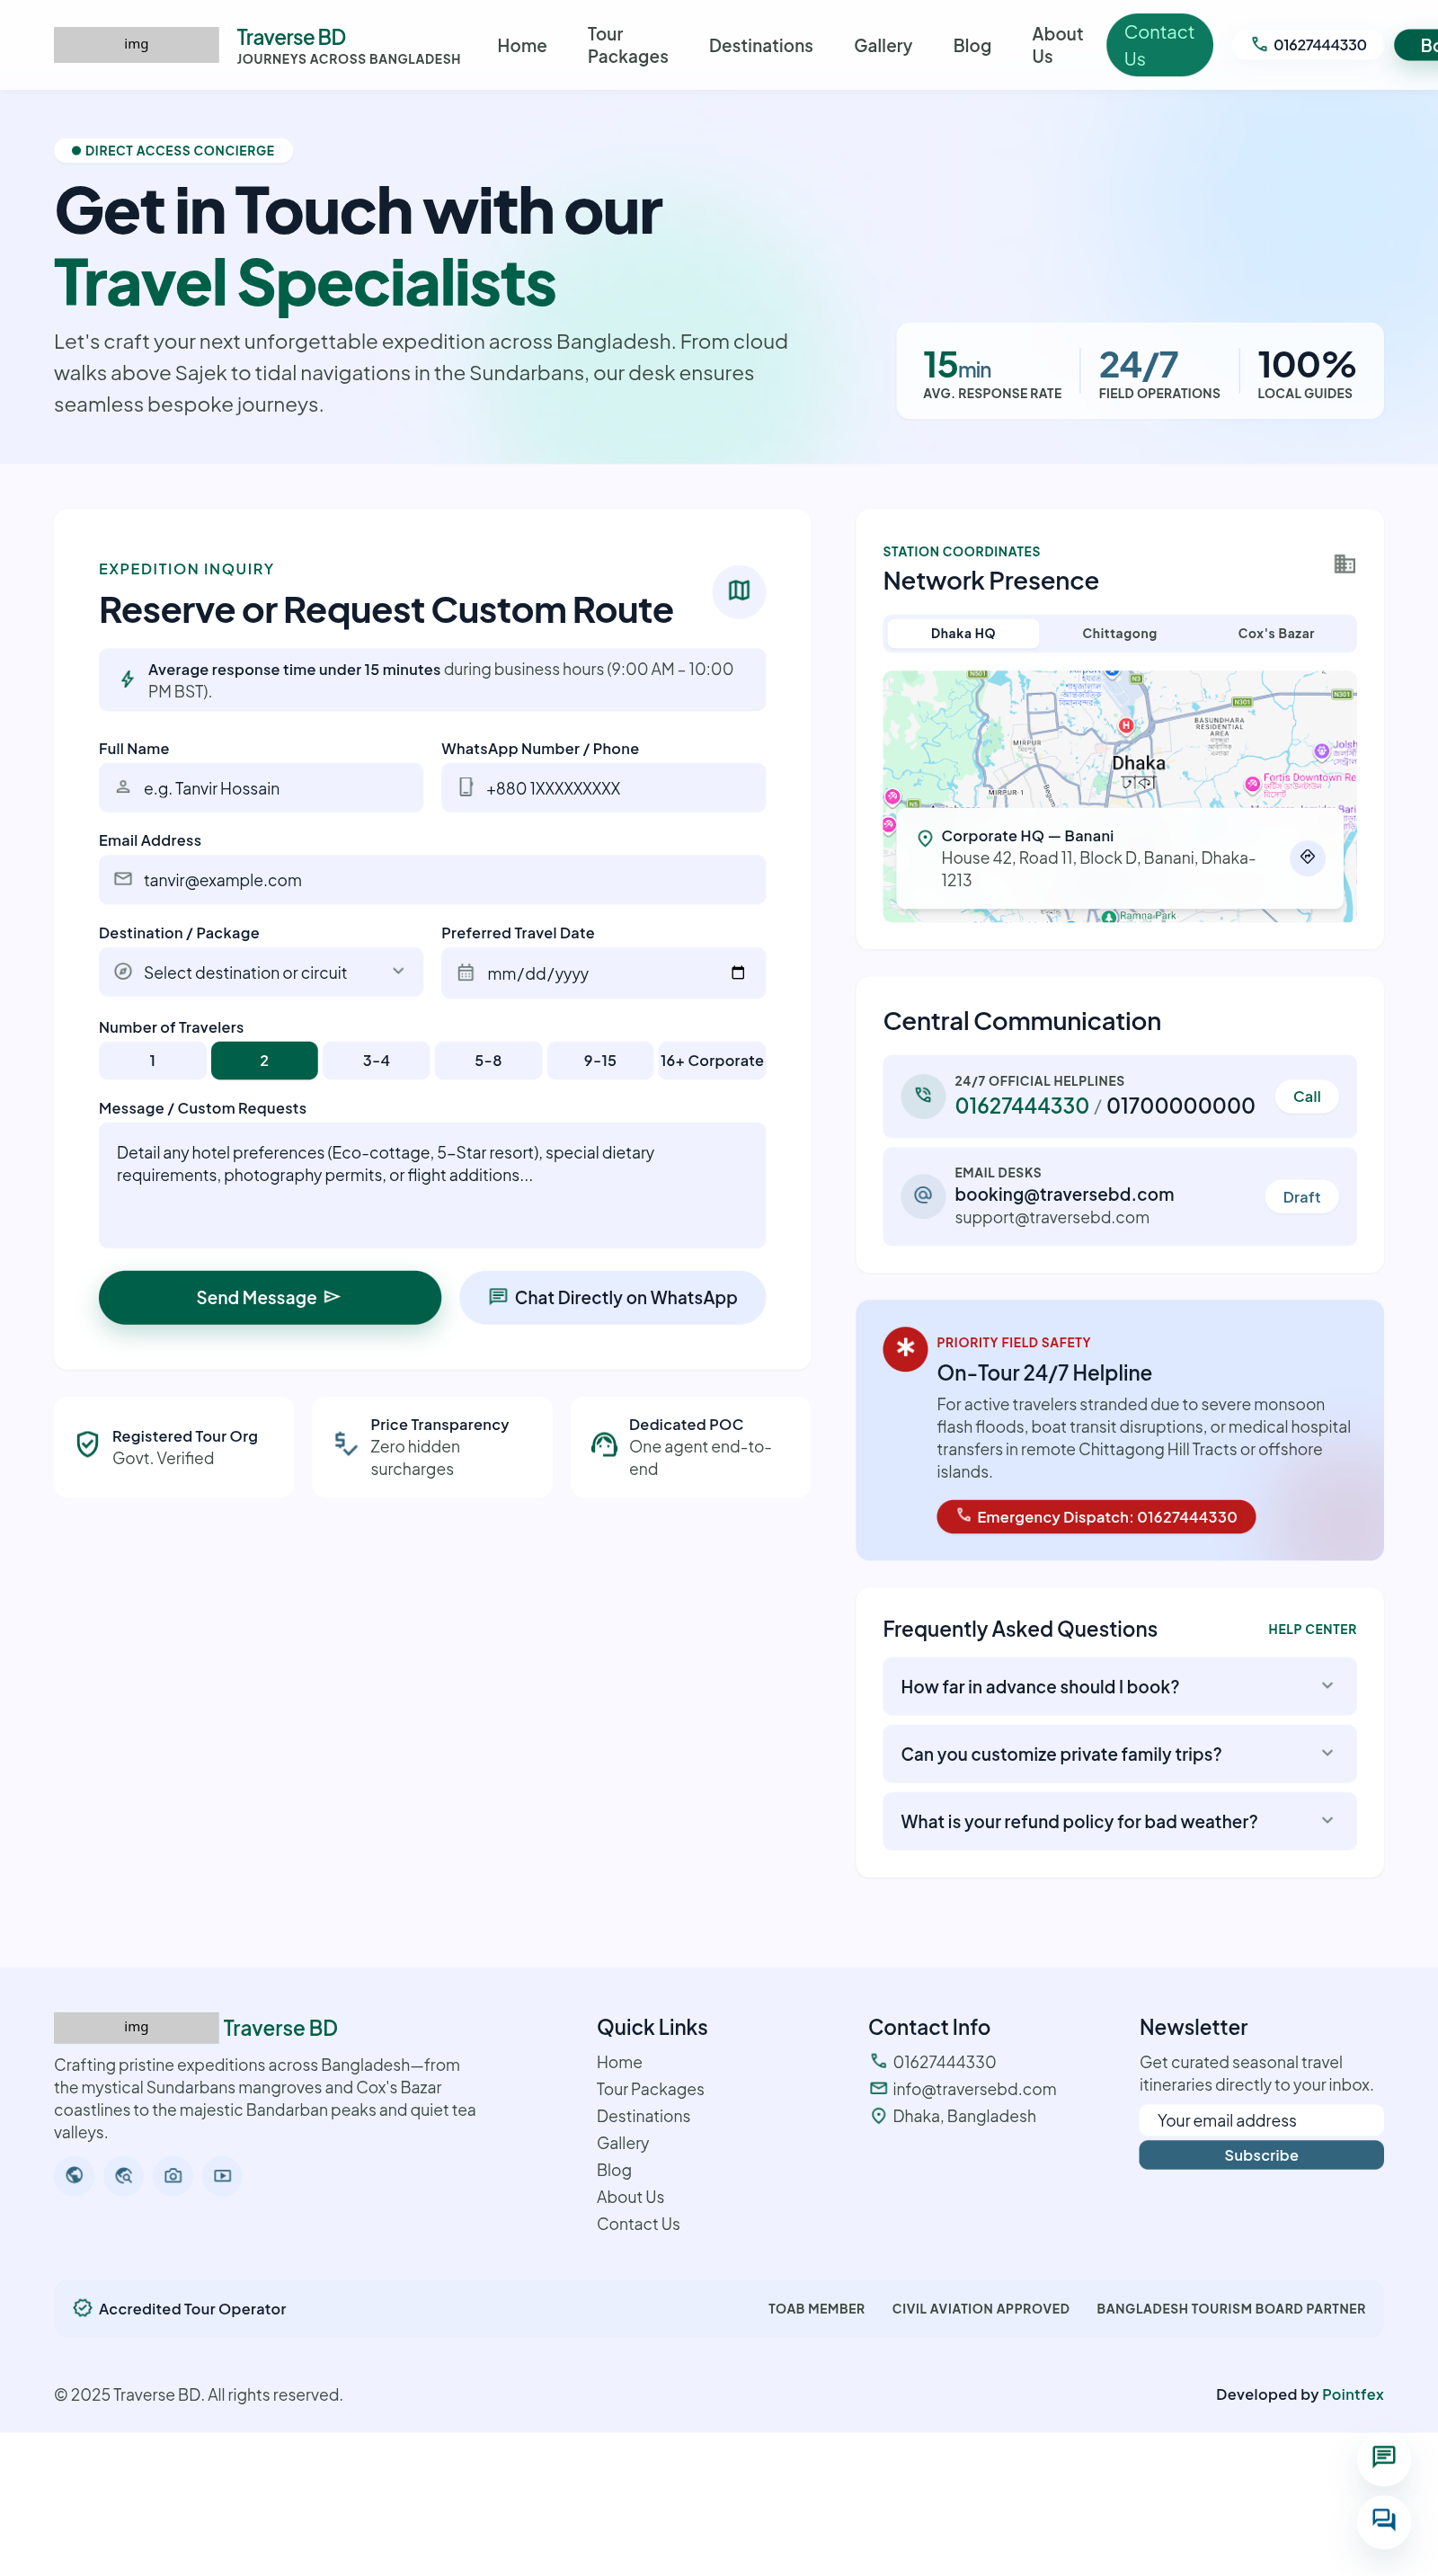 img
Traverse BD
JOURNEYS ACROSS BANGLADESH
Home
Tour
Packages
Destinations
Gallery
Blog
About
Us
Contact
Us
01627444330
DIRECT ACCESS CONCIERGE
Get in Touch with our
Travel Specialists
Let's craft your next unforgettable expedition across Bangladesh. From cloud
walks above Sajek to tidal navigations in the Sundarbans, our desk ensures
seamless bespoke journeys.
15min
AVG. RESPONSE RATE
24/7
FIELD OPERATIONS
100%
LOCAL GUIDES
EXPEDITION INQUIRY
Reserve or Request Custom Route
Average response time under 15 minutes during business hours (9:00 AM – 10:00
PM BST).
Full Name
e.g. Tanvir Hossain
WhatsApp Number / Phone
+880 1XXXXXXXXX
Email Address
tanvir@example.com
Destination / Package
Select destination or circuit
Preferred Travel Date
mm/dd/yyyy
Number of Travelers
1
2
3-4
5-8
9-15
16+ Corporate
Message / Custom Requests
Detail any hotel preferences (Eco-cottage, 5-Star resort), special dietary
requirements, photography permits, or flight additions...
Send Message
Chat Directly on WhatsApp
Registered Tour Org
Govt. Verified
Price Transparency
Zero hidden
surcharges
Dedicated POC
One agent end-to-
end
STATION COORDINATES
Network Presence
Dhaka HQ
Chittagong
Cox's Bazar
N301
N301
N301
BASUNDHARA
RESIDENTIAL
AREA
MIRPUR
মিরপুর
Dhaka
ঢাকা
MIRPUR-1
Fortis Downtown Re
N5
Corporate HQ — Banani
House 42, Road 11, Block D, Banani, Dhaka-
1213
Ramna Park
Central Communication
24/7 OFFICIAL HELPLINES
01627444330 / 01700000000
Call
EMAIL DESKS
booking@traversebd.com
support@traversebd.com
Draft
PRIORITY FIELD SAFETY
On-Tour 24/7 Helpline
For active travelers stranded due to severe monsoon
flash floods, boat transit disruptions, or medical hospital
transfers in remote Chittagong Hill Tracts or offshore
islands.
Emergency Dispatch: 01627444330
Frequently Asked Questions
HELP CENTER
How far in advance should I book?
Can you customize private family trips?
What is your refund policy for bad weather?
img
Traverse BD
Crafting pristine expeditions across Bangladesh—from
the mystical Sundarbans mangroves and Cox's Bazar
coastlines to the majestic Bandarban peaks and quiet tea
valleys.
Quick Links
Home
Tour Packages
Destinations
Gallery
Blog
About Us
Contact Us
Contact Info
01627444330
info@traversebd.com
Dhaka, Bangladesh
Newsletter
Get curated seasonal travel
itineraries directly to your inbox.
Your email address
Subscribe
Accredited Tour Operator
TOAB MEMBER
CIVIL AVIATION APPROVED
BANGLADESH TOURISM BOARD PARTNER
© 2025 Traverse BD. All rights reserved.
Developed by Pointfex